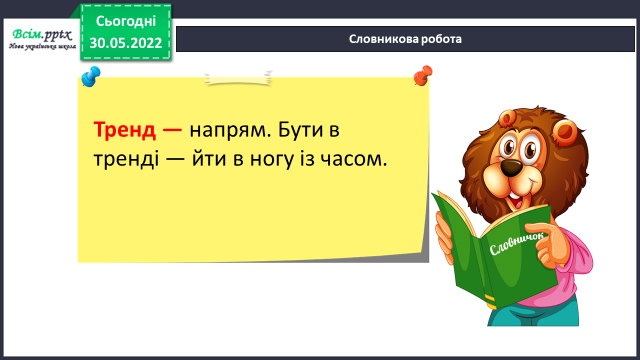 Всім.pptx
Нова українська школа
Сьогодні
30.05.2022
Словникова робота
Тренд — напрям. Бути в
тренді — йти в ногу із часом.
Словничок